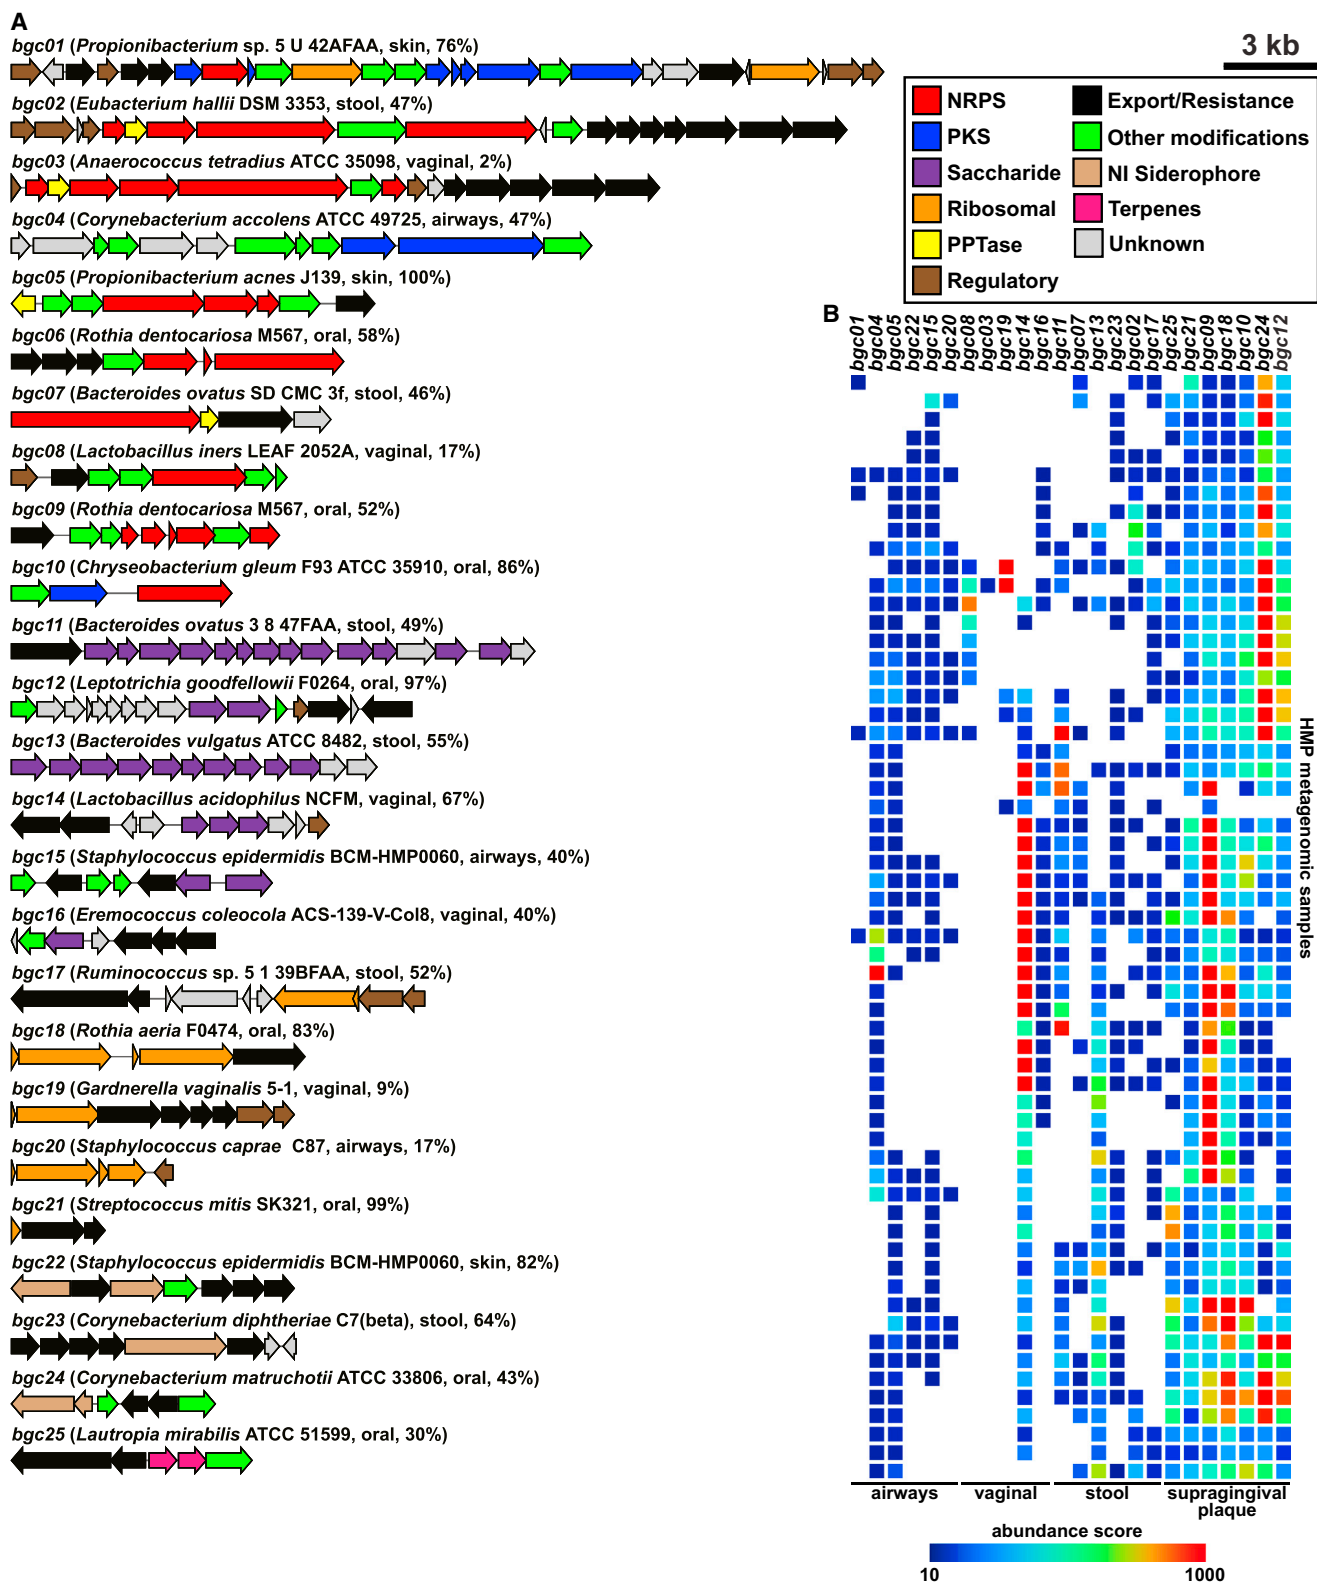 A
bgc01 (Propionibacterium sp. 5 U 42AFAA, skin, 76%)
bgc02 (Eubacterium hallii DSM 3353, stool, 47%)
bgc03 (Anaerococcus tetradius ATCC 35098, vaginal, 2%)
bgc04 (Corynebacterium accolens ATCC 49725, airways, 47%)
bgc05 (Propionibacterium acnes J139, skin, 100%)
bgc06 (Rothia dentocariosa M567, oral, 58%)
bgc07 (Bacteroides ovatus SD CMC 3f, stool, 46%)
bgc08 (Lactobacillus iners LEAF 2052A, vaginal, 17%)
bgc09 (Rothia dentocariosa M567, oral, 52%)
bgc10 (Chryseobacterium gleum F93 ATCC 35910, oral, 86%)
bgc11 (Bacteroides ovatus 3 8 47FAA, stool, 49%)
bgc12 (Leptotrichia goodfellowii F0264, oral, 97%)
bgc13 (Bacteroides vulgatus ATCC 8482, stool, 55%)
bgc14 (Lactobacillus acidophilus NCFM, vaginal, 67%)
bgc15 (Staphylococcus epidermidis BCM-HMP0060, airways, 40%)
bgc16 (Eremococcus coleocola ACS-139-V-Col8, vaginal, 40%)
bgc17 (Ruminococcus sp. 5 1 39BFAA, stool, 52%)
bgc18 (Rothia aeria F0474, oral, 83%)
bgc19 (Gardnerella vaginalis 5-1, vaginal, 9%)
bgc20 (Staphylococcus caprae C87, airways, 17%)
bgc21 (Streptococcus mitis SK321, oral, 99%)
bgc22 (Staphylococcus epidermidis BCM-HMP0060, skin, 82%)
bgc23 (Corynebacterium diphtheriae C7(beta), stool, 64%)
bgc24 (Corynebacterium matruchotii ATCC 33806, oral, 43%)
bgc25 (Lautropia mirabilis ATCC 51599, oral, 30%)
3 kb
NRPS
PKS
Saccharide
Ribosomal
PPTase
Regulatory
Export/Resistance
Other modifications
NI Siderophore
Terpenes
Unknown
B
bgc01
bgc04
bgc05
bgc22
bgc15
bgc20
bgc08
bgc03
bgc19
bgc14
bgc16
bgc11
bgc07
bgc13
bgc23
bgc02
bgc17
bgc25
bgc21
bgc09
bgc18
bgc10
bgc24
bgc12
HMP metagenomic samples
airways
vaginal
stool
supragingival
plaque
abundance score
10
1000